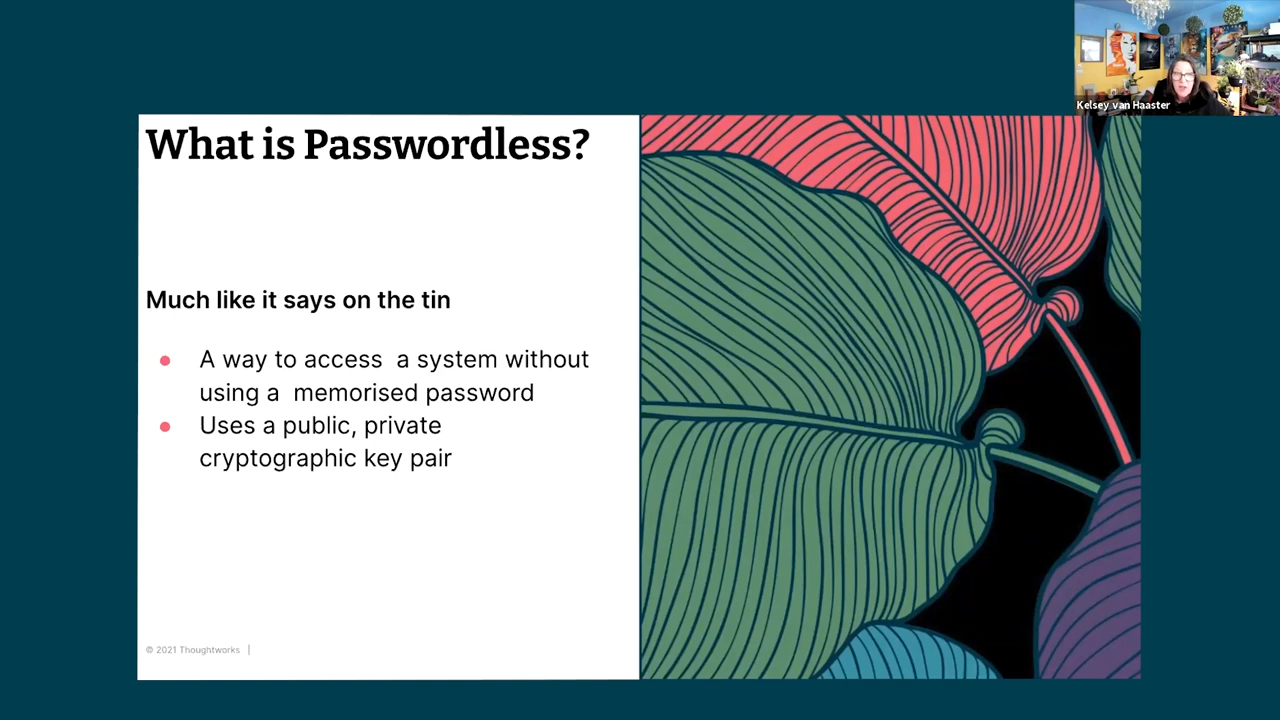 Kelsey van Haaster
What is Passwordless?
Much like it says on the tin
● A way to access  a system without
using a  memorised password
● Uses a public, private
cryptographic key pair
© 2021 Thoughtworks |